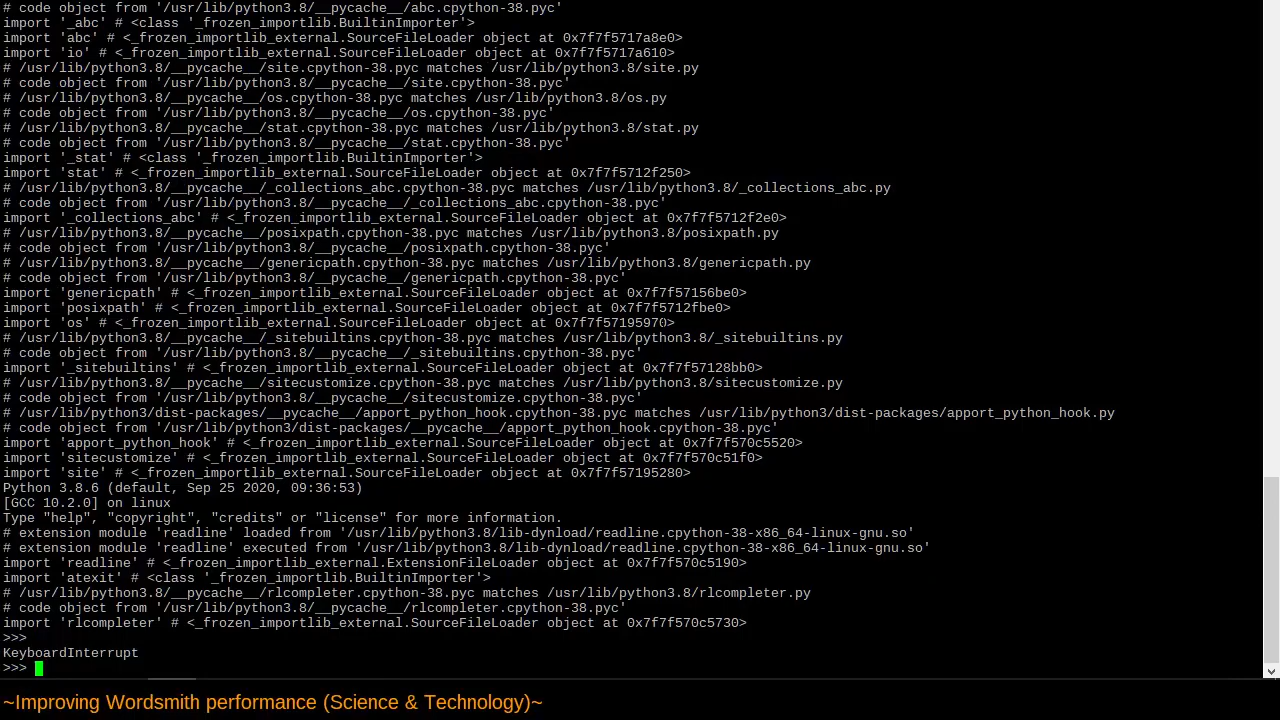 # code object from '/usr/lib/python3.8/__pycache__/abc.cpython-38.pyc'
import '_abc' # <class '_frozen_importlib.BuiltinImporter'>
import 'abc' # <_frozen_importlib_external.SourceFileLoader object at 0x7f7f5717a8e0>
import 'io' # <_frozen_importlib_external.SourceFileLoader object at 0x7f7f5717a610>
# /usr/lib/python3.8/__pycache__/site.cpython-38.pyc matches /usr/lib/python3.8/site.py
# code object from '/usr/lib/python3.8/__pycache__/site.cpython-38.pyc'
# /usr/lib/python3.8/__pycache__/os.cpython-38.pyc matches /usr/lib/python3.8/os.py
# code object from '/usr/lib/python3.8/__pycache__/os.cpython-38.pyc'
# /usr/lib/python3.8/__pycache__/stat.cpython-38.pyc matches /usr/lib/python3.8/stat.py
# code object from '/usr/lib/python3.8/__pycache__/stat.cpython-38.pyc'
import '_stat' # <class '_frozen_importlib.BuiltinImporter'>
import 'stat' # <_frozen_importlib_external.SourceFileLoader object at 0x7f7f5712f250>
# /usr/lib/python3.8/__pycache__/_collections_abc.cpython-38.pyc matches /usr/lib/python3.8/_collections_abc.py
# code object from '/usr/lib/python3.8/__pycache__/_collections_abc.cpython-38.pyc'
import '_collections_abc' # <_frozen_importlib_external.SourceFileLoader object at 0x7f7f5712f2e0>
# /usr/lib/python3.8/__pycache__/posixpath.cpython-38.pyc matches /usr/lib/python3.8/posixpath.py
# code object from '/usr/lib/python3.8/__pycache__/posixpath.cpython-38.pyc'
# /usr/lib/python3.8/__pycache__/genericpath.cpython-38.pyc matches /usr/lib/python3.8/genericpath.py
# code object from '/usr/lib/python3.8/__pycache__/genericpath.cpython-38.pyc'
import 'genericpath' # <_frozen_importlib_external.SourceFileLoader object at 0x7f7f57156be0>
import 'posixpath' # <_frozen_importlib_external.SourceFileLoader object at 0x7f7f5712fbe0>
import 'os' # <_frozen_importlib_external.SourceFileLoader object at 0x7f7f57195970>
# /usr/lib/python3.8/__pycache__/_sitebuiltins.cpython-38.pyc matches /usr/lib/python3.8/_sitebuiltins.py
# code object from '/usr/lib/python3.8/__pycache__/_sitebuiltins.cpython-38.pyc'
import '_sitebuiltins' # <_frozen_importlib_external.SourceFileLoader object at 0x7f7f57128bb0>
# /usr/lib/python3.8/__pycache__/sitecustomize.cpython-38.pyc matches /usr/lib/python3.8/sitecustomize.py
# code object from '/usr/lib/python3.8/__pycache__/sitecustomize.cpython-38.pyc'
# /usr/lib/python3/dist-packages/__pycache__/apport_python_hook.cpython-38.pyc matches /usr/lib/python3/dist-packages/apport_python_hook.py
# code object from '/usr/lib/python3/dist-packages/__pycache__/apport_python_hook.cpython-38.pyc'
import 'apport_python_hook' # <_frozen_importlib_external.SourceFileLoader object at 0x7f7f570c5520>
import 'sitecustomize' # <_frozen_importlib_external.SourceFileLoader object at 0x7f7f570c51f0>
import 'site' # <_frozen_importlib_external.SourceFileLoader object at 0x7f7f57195280>
Python 3.8.6 (default, Sep 25 2020, 09:36:53)
[GCC 10.2.0] on linux
Type "help", "copyright", "credits" or "license" for more information.
# extension module 'readline' loaded from '/usr/lib/python3.8/lib-dynload/readline.cpython-38-x86_64-linux-gnu.so'
# extension module 'readline' executed from '/usr/lib/python3.8/lib-dynload/readline.cpython-38-x86_64-linux-gnu.so'
import 'readline' # <_frozen_importlib_external.ExtensionFileLoader object at 0x7f7f570c5190>
import 'atexit' # <class '_frozen_importlib.BuiltinImporter'>
# /usr/lib/python3.8/__pycache__/rlcompleter.cpython-38.pyc matches /usr/lib/python3.8/rlcompleter.py
# code object from '/usr/lib/python3.8/__pycache__/rlcompleter.cpython-38.pyc'
import 'rlcompleter' # <_frozen_importlib_external.SourceFileLoader object at 0x7f7f570c5730>
>>>
KeyboardInterrupt
>>>
~Improving Wordsmith performance (Science & Technology)~